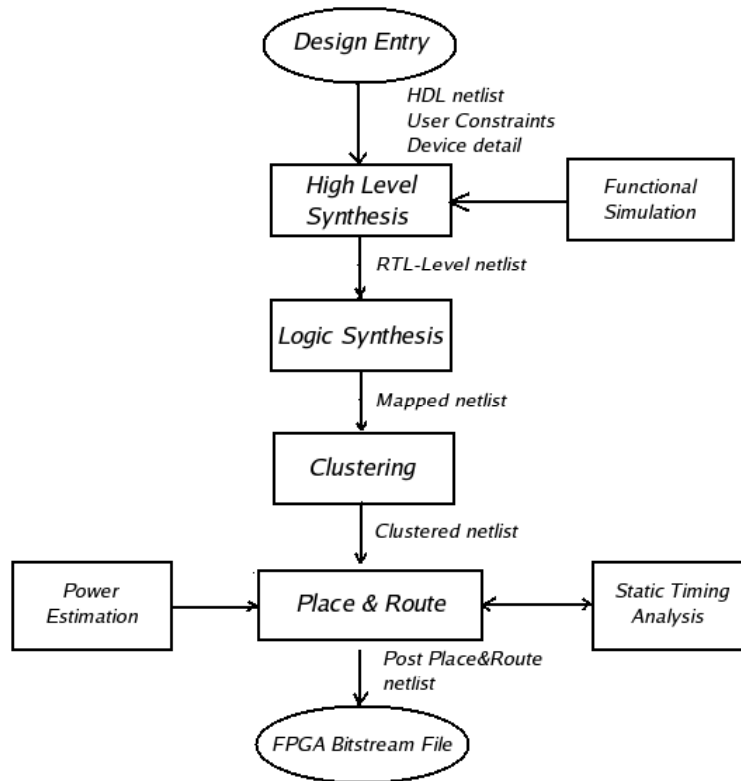 Design Entry
HDL netlist
User Constraints
Device detail
High Level
Synthesis
Functional
Simulation
RTL-Level netlist
Logic Synthesis
Mapped netlist
Clustering
Clustered netlist
Power
Estimation
Place & Route
Static Timing
Analysis
Post Place&Route
netlist
FPGA Bitstream File